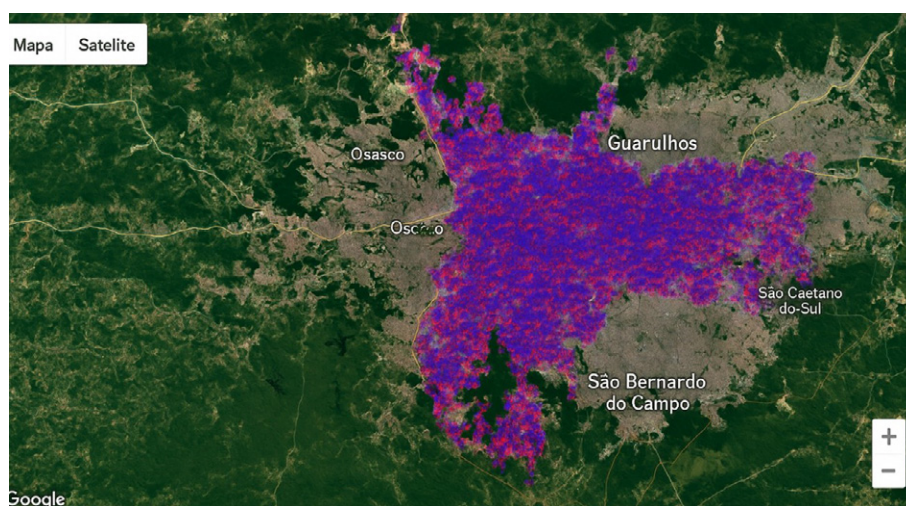 Mapa
Satelite
Guarulhos
Osasco
São Caetano
do-Sul
São Bernardo
do Campo
+
−
Google